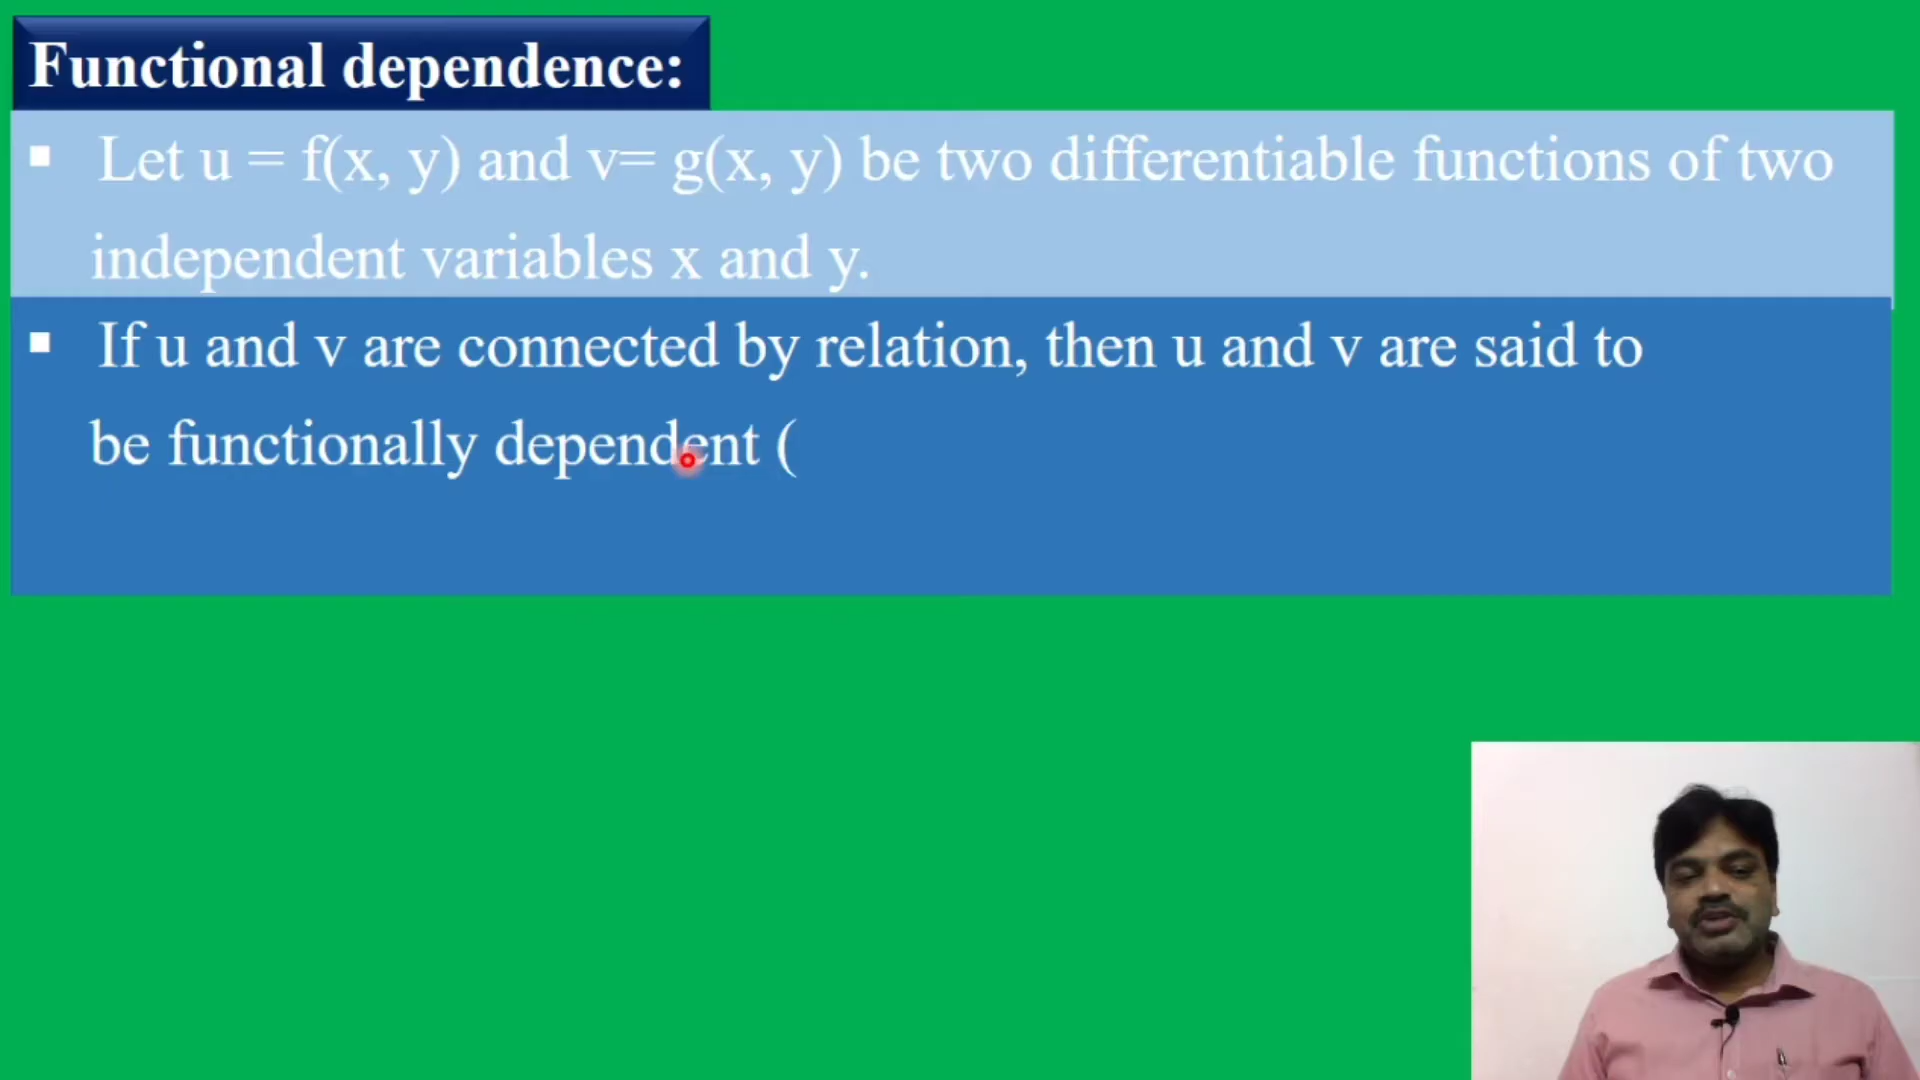 Functional dependence:
▪ Let u = f(x, y) and v= g(x, y) be two differentiable functions of two
independent variables x and y.
▪ If u and v are connected by relation, then u and v are said to
be functionally dependent (